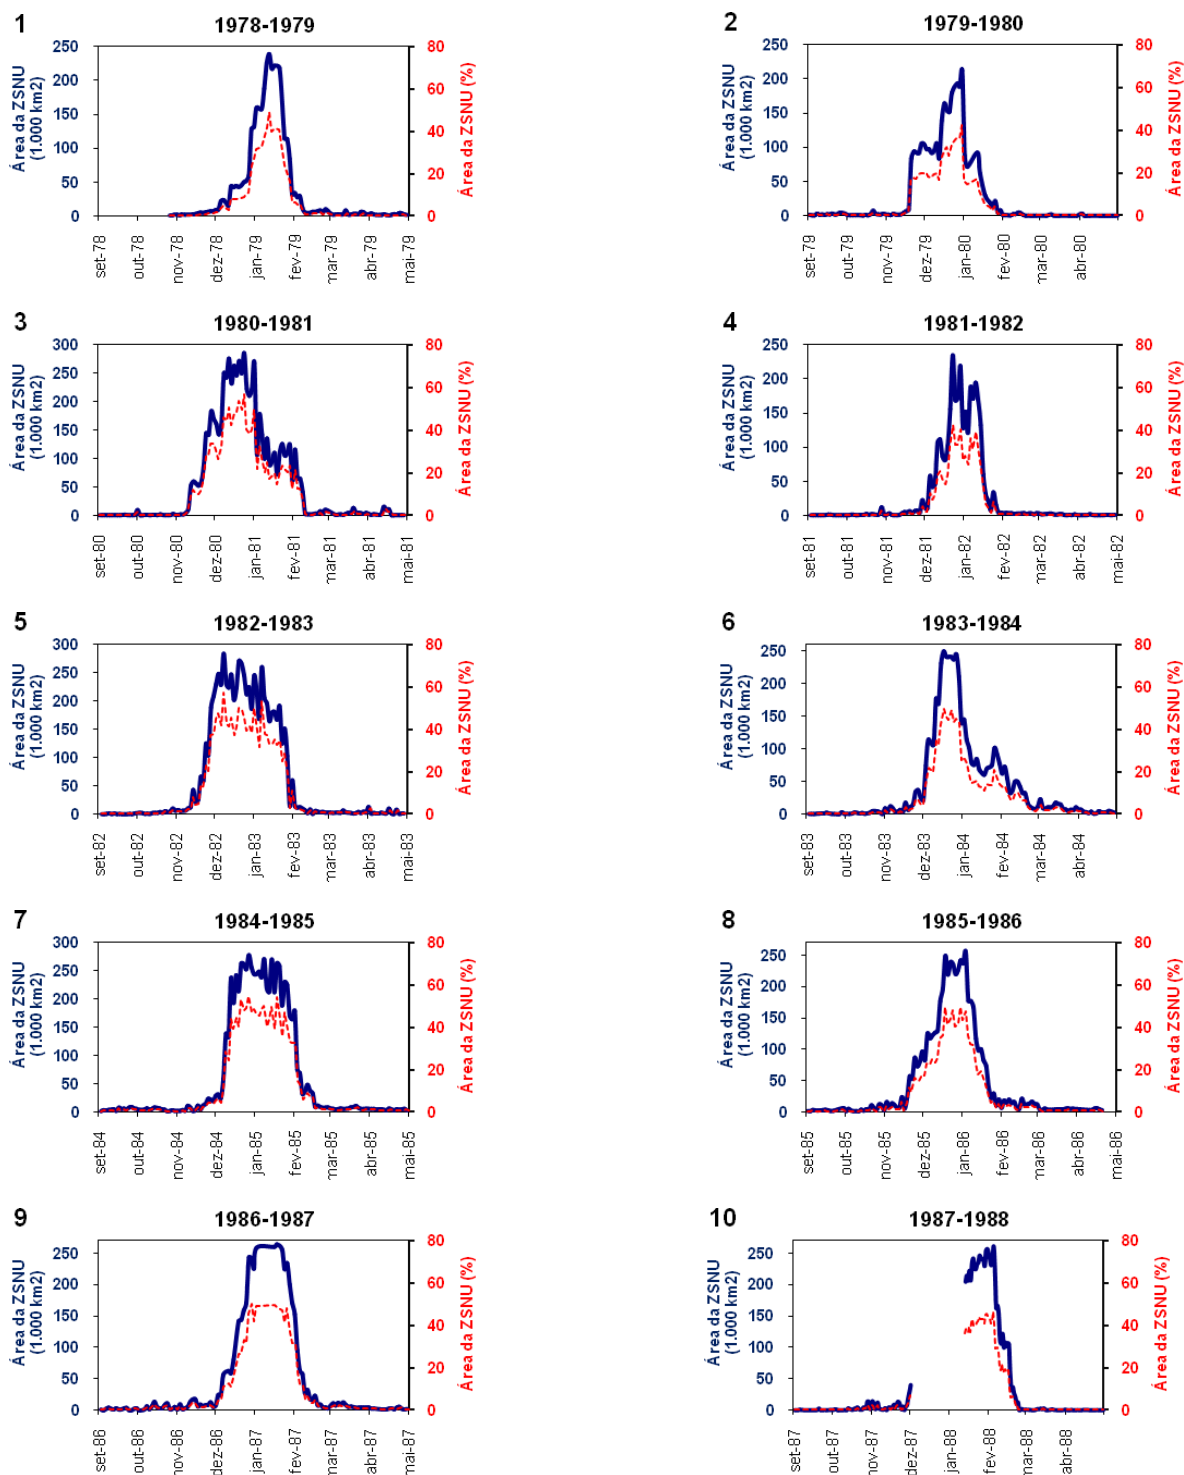 1
1978-1979
250
200
150
100
50
0
Área da ZSNU
(1.000 km2)
80
60
40
20
0
Área da ZSNU (%)
set-78
out-78
nov-78
dez-78
jan-79
fev-79
mar-79
abr-79
mai-79
2
1979-1980
250
200
150
100
50
0
Área da ZSNU
(1.000 km2)
80
60
40
20
0
Área da ZSNU (%)
set-79
out-79
nov-79
dez-79
jan-80
fev-80
mar-80
abr-80
3
1980-1981
300
250
200
150
100
50
0
Área da ZSNU
(1.000 km2)
80
60
40
20
0
Área da ZSNU (%)
set-80
out-80
nov-80
dez-80
jan-81
fev-81
mar-81
abr-81
mai-81
4
1981-1982
250
200
150
100
50
0
Área da ZSNU
(1.000 km2)
80
60
40
20
0
Área da ZSNU (%)
set-81
out-81
nov-81
dez-81
jan-82
fev-82
mar-82
abr-82
mai-82
5
1982-1983
300
250
200
150
100
50
0
Área da ZSNU
(1.000 km2)
80
60
40
20
0
Área da ZSNU (%)
set-82
out-82
nov-82
dez-82
jan-83
fev-83
mar-83
abr-83
mai-83
6
1983-1984
250
200
150
100
50
0
Área da ZSNU
(1.000 km2)
80
60
40
20
0
Área da ZSNU (%)
set-83
out-83
nov-83
dez-83
jan-84
fev-84
mar-84
abr-84
7
1984-1985
300
250
200
150
100
50
0
Área da ZSNU
(1.000 km2)
80
60
40
20
0
Área da ZSNU (%)
set-84
out-84
nov-84
dez-84
jan-85
fev-85
mar-85
abr-85
mai-85
8
1985-1986
250
200
150
100
50
0
Área da ZSNU
(1.000 km2)
80
60
40
20
0
Área da ZSNU (%)
set-85
out-85
nov-85
dez-85
jan-86
fev-86
mar-86
abr-86
mai-86
9
1986-1987
250
200
150
100
50
0
Área da ZSNU
(1.000 km2)
80
60
40
20
0
Área da ZSNU (%)
set-86
out-86
nov-86
dez-86
jan-87
fev-87
mar-87
abr-87
mai-87
10
1987-1988
250
200
150
100
50
0
Área da ZSNU
(1.000 km2)
80
60
40
20
0
Área da ZSNU (%)
set-87
out-87
nov-87
dez-87
jan-88
fev-88
mar-88
abr-88